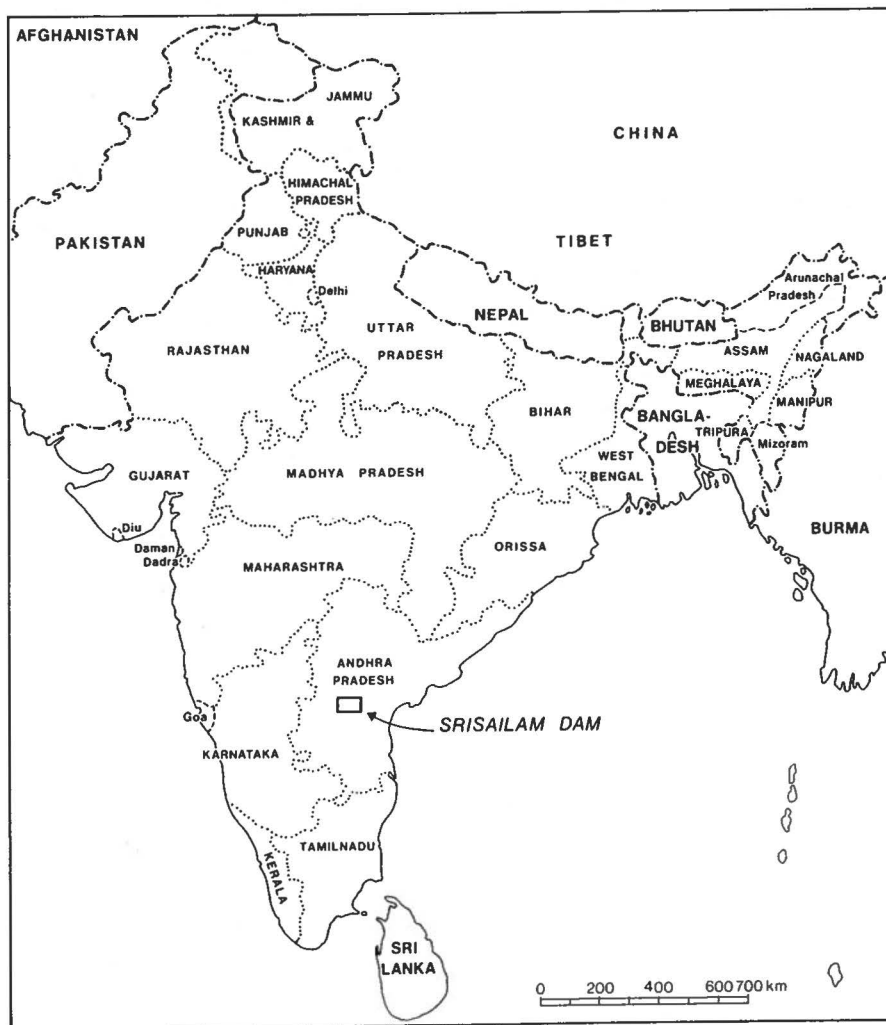 AFGHANISTAN
JAMMU
KASHMIR &
CHINA
HIMACHAL
PRADESH
PUNJAB
PAKISTAN
TIBET
HARYANA
Delhi
Arunachal
Pradesh
NEPAL
BHUTAN
UTTAR
PRADESH
RAJASTHAN
ASSAM
NAGALAND
MEGHALAYA
MANIPUR
BIHAR
BANGLA-
DESH
TRIPURA
Mizoram
WEST
BENGAL
GUJARAT
MADHYA PRADESH
Diu
Daman
Dadra
ORISSA
BURMA
MAHARASHTRA
ANDHRA
PRADESH
Goa
SRISAILAM DAM
KARNATAKA
TAMILNADU
KERALA
SRI
LANKA
0 200 400 600 700 km